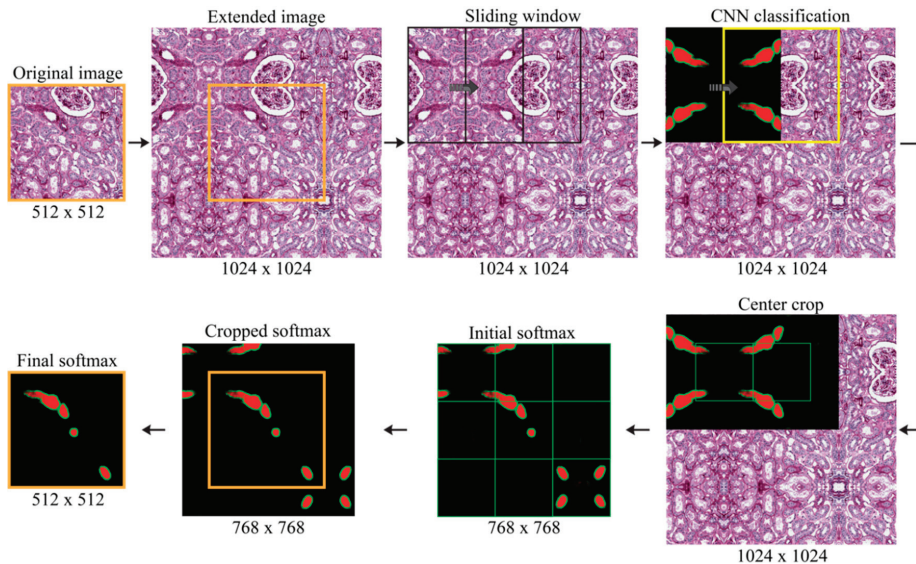 Original image
512 x 512
Extended image
1024 x 1024
Sliding window
1024 x 1024
CNN classification
1024 x 1024
Center crop
1024 x 1024
Initial softmax
768 x 768
Cropped softmax
768 x 768
Final softmax
512 x 512